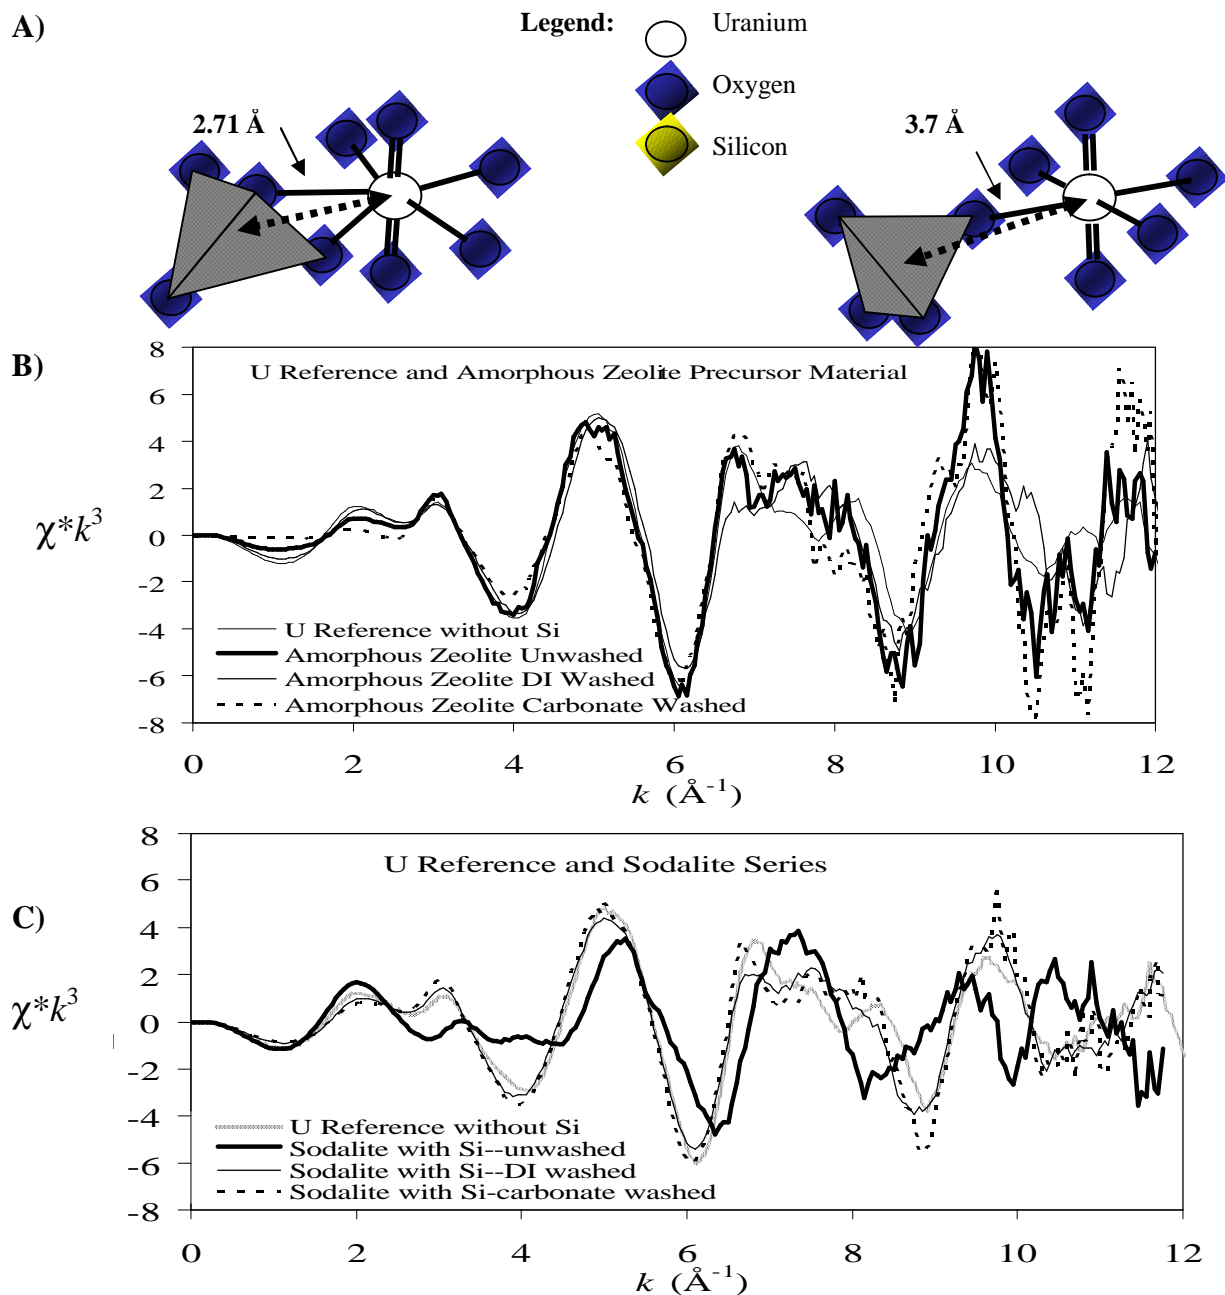 A)
Legend:
Uranium
Oxygen
Silicon
2.71 Å
3.7 Å
B)
U Reference and Amorphous Zeolite Precursor Material
8
6
4
2
0
-2
-4
-6
-8
χ*k³
U Reference without Si
Amorphous Zeolite Unwashed
Amorphous Zeolite DI Washed
Amorphous Zeolite Carbonate Washed
0 2 4 6 8 10 12
k (Å⁻¹)
C)
U Reference and Sodalite Series
8
6
4
2
0
-2
-4
-6
-8
χ*k³
U Reference without Si
Sodalite with Si--unwashed
Sodalite with Si--DI washed
Sodalite with Si-carbonate washed
0 2 4 6 8 10 12
k (Å⁻¹)